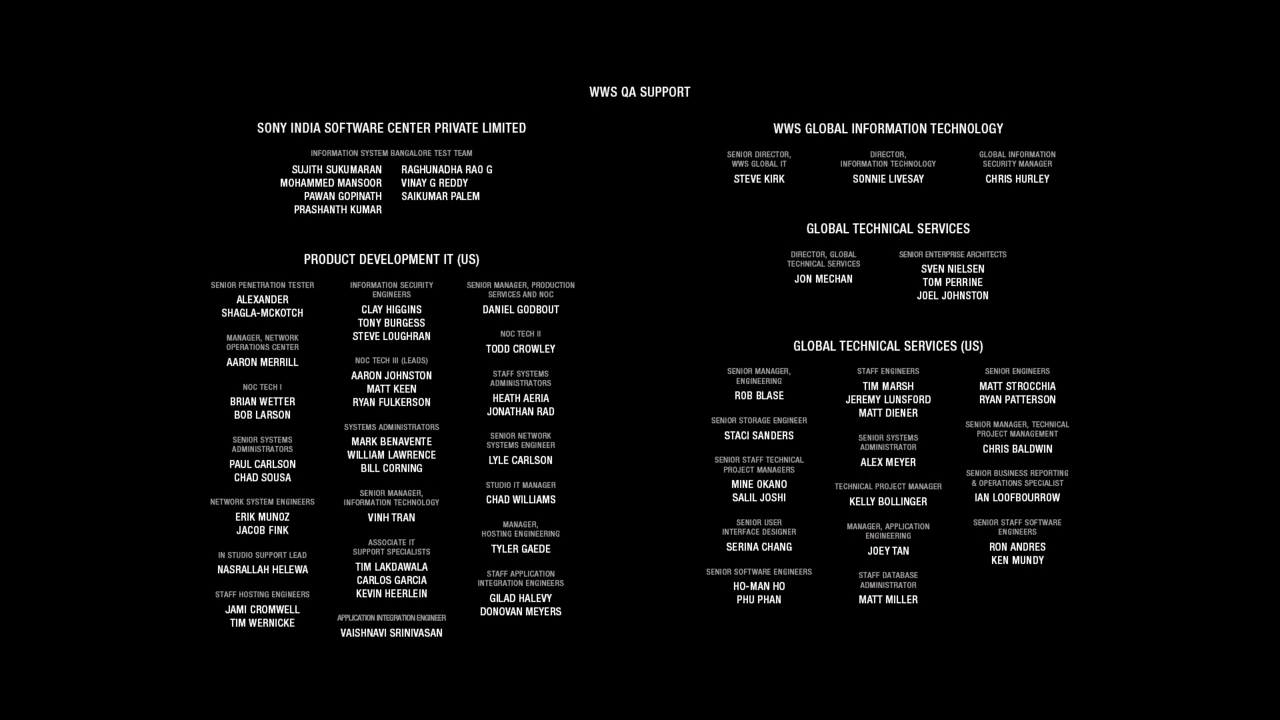 WWS QA SUPPORT
SONY INDIA SOFTWARE CENTER PRIVATE LIMITED
INFORMATION SYSTEM BANGALORE TEST TEAM
SUJITH SUKUMARAN RAGHUNADHA RAO G
MOHAMMED MANSOOR VINAY G REDDY
PAWAN GOPINATH SAIKUMAR PALEM
PRASHANTH KUMAR
PRODUCT DEVELOPMENT IT (US)
SENIOR PENETRATION TESTER
ALEXANDER
SHAGLA-MCKOTCH
MANAGER, NETWORK
OPERATIONS CENTER
AARON MERRILL
NOC TECH I
BRIAN WETTER
BOB LARSON
SENIOR SYSTEMS
ADMINISTRATORS
PAUL CARLSON
CHAD SOUSA
NETWORK SYSTEM ENGINEERS
ERIK MUNOZ
JACOB FINK
IN STUDIO SUPPORT LEAD
NASRALLAH HELEWA
STAFF HOSTING ENGINEERS
JAMI CROMWELL
TIM WERNICKE
INFORMATION SECURITY
ENGINEERS
CLAY HIGGINS
TONY BURGESS
STEVE LOUGHRAN
NOC TECH III (LEADS)
AARON JOHNSTON
MATT KEEN
RYAN FULKERSON
SYSTEMS ADMINISTRATORS
MARK BENAVENTE
WILLIAM LAWRENCE
BILL CORNING
SENIOR MANAGER,
INFORMATION TECHNOLOGY
VINH TRAN
ASSOCIATE IT
SUPPORT SPECIALISTS
TIM LAKDAWALA
CARLOS GARCIA
KEVIN HEERLEIN
APPLICATION INTEGRATION ENGINEER
VAISHNAVI SRINIVASAN
SENIOR MANAGER, PRODUCTION
SERVICES AND NOC
DANIEL GODBOUT
NOC TECH II
TODD CROWLEY
STAFF SYSTEMS
ADMINISTRATORS
HEATH AERIA
JONATHAN RAD
SENIOR NETWORK
SYSTEMS ENGINEER
LYLE CARLSON
STUDIO IT MANAGER
CHAD WILLIAMS
MANAGER,
HOSTING ENGINEERING
TYLER GAEDE
STAFF APPLICATION
INTEGRATION ENGINEERS
GILAD HALEVY
DONOVAN MEYERS
WWS GLOBAL INFORMATION TECHNOLOGY
SENIOR DIRECTOR,
WWS GLOBAL IT
STEVE KIRK
DIRECTOR,
INFORMATION TECHNOLOGY
SONNIE LIVESAY
GLOBAL INFORMATION
SECURITY MANAGER
CHRIS HURLEY
GLOBAL TECHNICAL SERVICES
DIRECTOR, GLOBAL
TECHNICAL SERVICES
JON MECHAN
SENIOR ENTERPRISE ARCHITECTS
SVEN NIELSEN
TOM PERRINE
JOEL JOHNSTON
GLOBAL TECHNICAL SERVICES (US)
SENIOR MANAGER,
ENGINEERING
ROB BLASE
SENIOR STORAGE ENGINEER
STACI SANDERS
SENIOR STAFF TECHNICAL
PROJECT MANAGERS
MINE OKANO
SALIL JOSHI
SENIOR USER
INTERFACE DESIGNER
SERINA CHANG
SENIOR SOFTWARE ENGINEERS
HO-MAN HO
PHU PHAN
STAFF ENGINEERS
TIM MARSH
JEREMY LUNSFORD
MATT DIENER
SENIOR SYSTEMS
ADMINISTRATOR
ALEX MEYER
TECHNICAL PROJECT MANAGER
KELLY BOLLINGER
MANAGER, APPLICATION
ENGINEERING
JOEY TAN
STAFF DATABASE
ADMINISTRATOR
MATT MILLER
SENIOR ENGINEERS
MATT STROCCHIA
RYAN PATTERSON
SENIOR MANAGER, TECHNICAL
PROJECT MANAGEMENT
CHRIS BALDWIN
SENIOR BUSINESS REPORTING
& OPERATIONS SPECIALIST
IAN LOOFBOURROW
SENIOR STAFF SOFTWARE
ENGINEERS
RON ANDRES
KEN MUNDY